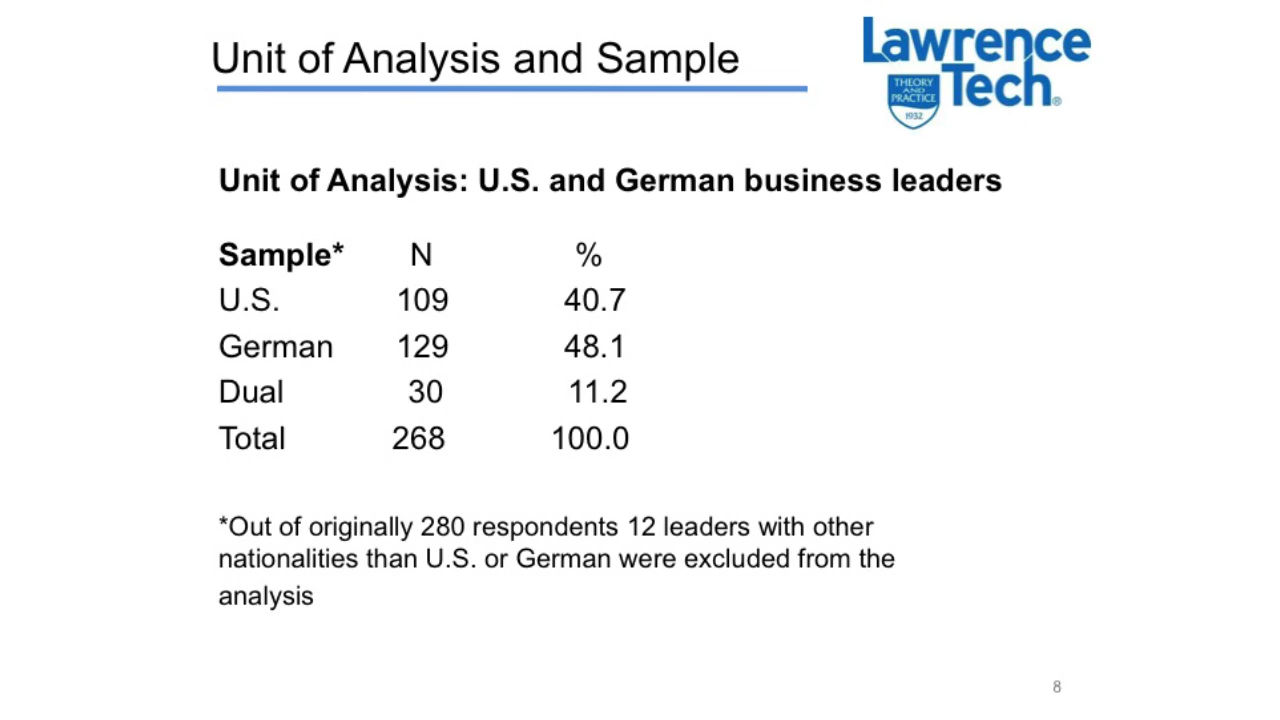 Unit of Analysis and Sample
Lawrence
Tech®
THEORY
AND
PRACTICE
1932
Unit of Analysis: U.S. and German business leaders
Sample* N %
U.S. 109 40.7
German 129 48.1
Dual 30 11.2
Total 268 100.0
*Out of originally 280 respondents 12 leaders with other
nationalities than U.S. or German were excluded from the
analysis
8